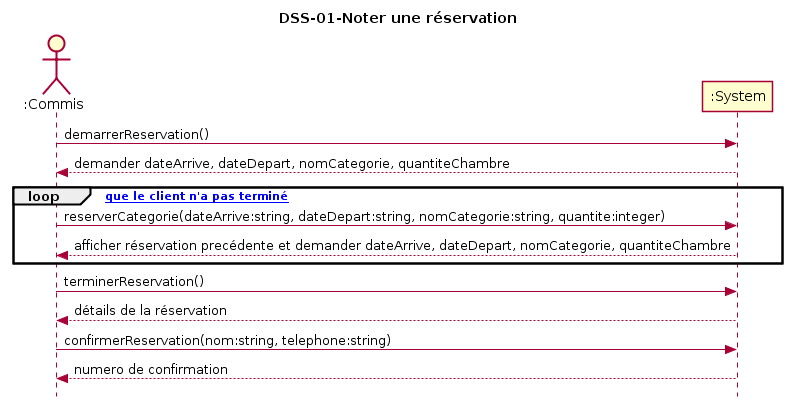 DSS-01-Noter une réservation
:Commis
:System
demarrerReservation()
demander dateArrive, dateDepart, nomCategorie, quantiteChambre
loop que le client n'a pas terminé
reserverCategorie(dateArrive:string, dateDepart:string, nomCategorie:string, quantite:integer)
afficher réservation precédente et demander dateArrive, dateDepart, nomCategorie, quantiteChambre
terminerReservation()
détails de la réservation
confirmerReservation(nom:string, telephone:string)
numero de confirmation